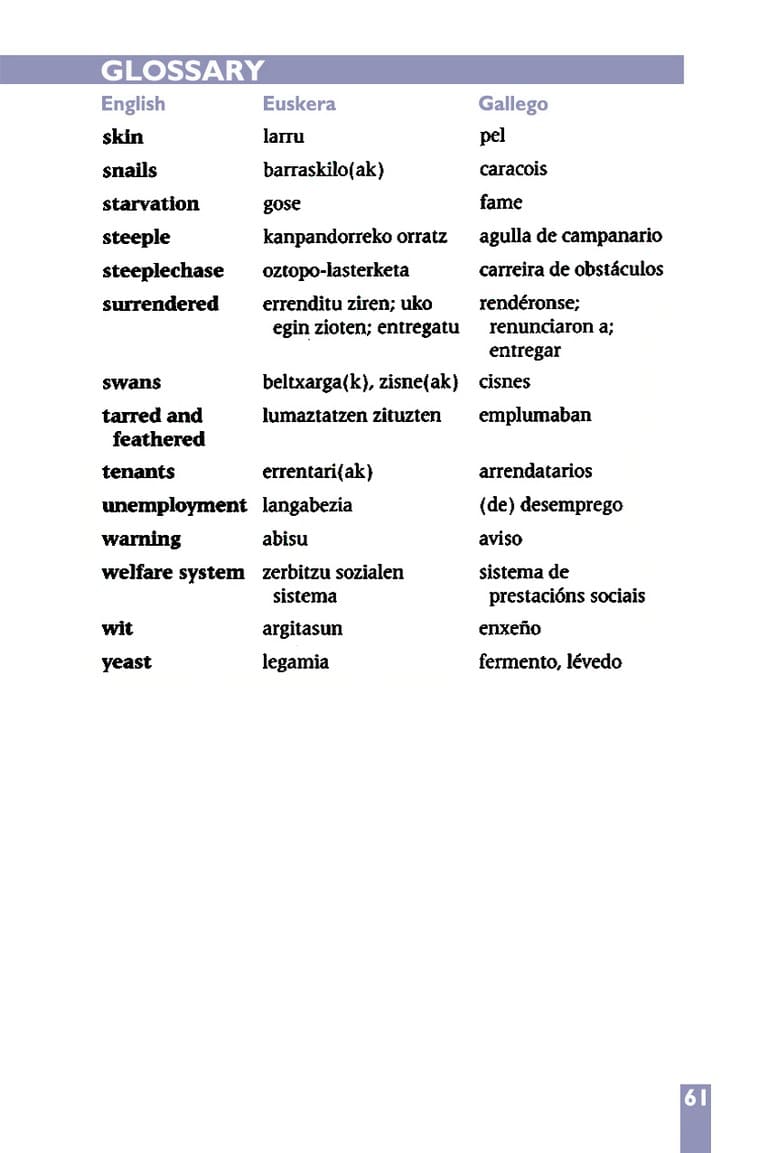 GLOSSARY
English Euskera Gallego
skin larru pel
snails barraskilo(ak) caracois
starvation gose fame
steeple kanpandorreko orratz agulla de campanario
steeplechase oztopo-lasterketa carreira de obstáculos
surrendered errenditu ziren; uko rendéronse;
egin zioten; entregatu renunciaron a;
entregar
swans beltxarga(k), zisne(ak) cisnes
tarred and lumaztatzen zituzten emplumaban
feathered
tenants errentari(ak) arrendatarios
unemployment langabezia (de) desemprego
warning abisu aviso
welfare system zerbitzu sozialen sistema de
sistema prestacións sociais
wit argitasun enxeño
yeast legamia fermento, lévedo
61